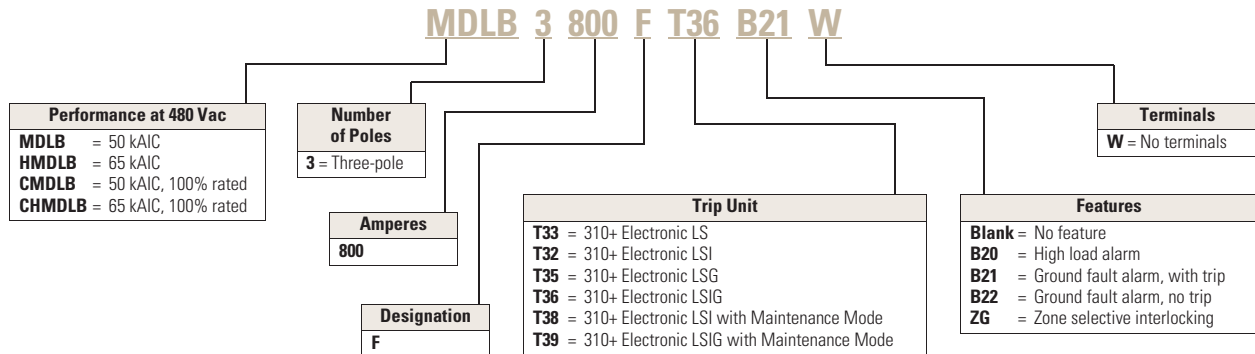 MDLB 3 800 F T36 B21 W
Performance at 480 Vac
MDLB = 50 kAIC
HMDLB = 65 kAIC
CMDLB = 50 kAIC, 100% rated
CHMDLB = 65 kAIC, 100% rated
Number
of Poles
3 = Three-pole
Amperes
800
Designation
F
Trip Unit
T33 = 310+ Electronic LS
T32 = 310+ Electronic LSI
T35 = 310+ Electronic LSG
T36 = 310+ Electronic LSIG
T38 = 310+ Electronic LSI with Maintenance Mode
T39 = 310+ Electronic LSIG with Maintenance Mode
Features
Blank = No feature
B20 = High load alarm
B21 = Ground fault alarm, with trip
B22 = Ground fault alarm, no trip
ZG = Zone selective interlocking
Terminals
W = No terminals